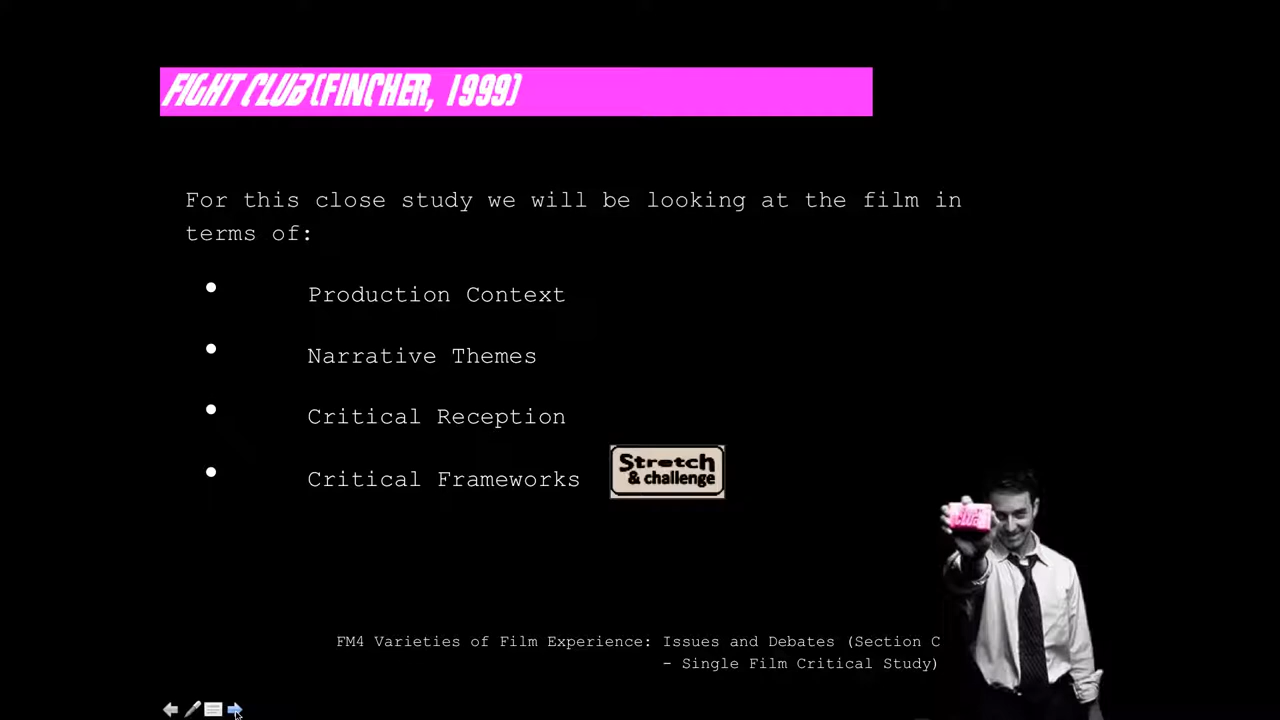 FIGHT CLUB (FINCHER, 1999)
For this close study we will be looking at the film in
terms of:
• Production Context
• Narrative Themes
• Critical Reception
• Critical Frameworks
Stretch
& challenge
FIGHT
CLUB
FM4 Varieties of Film Experience: Issues and Debates (Section C
- Single Film Critical Study)